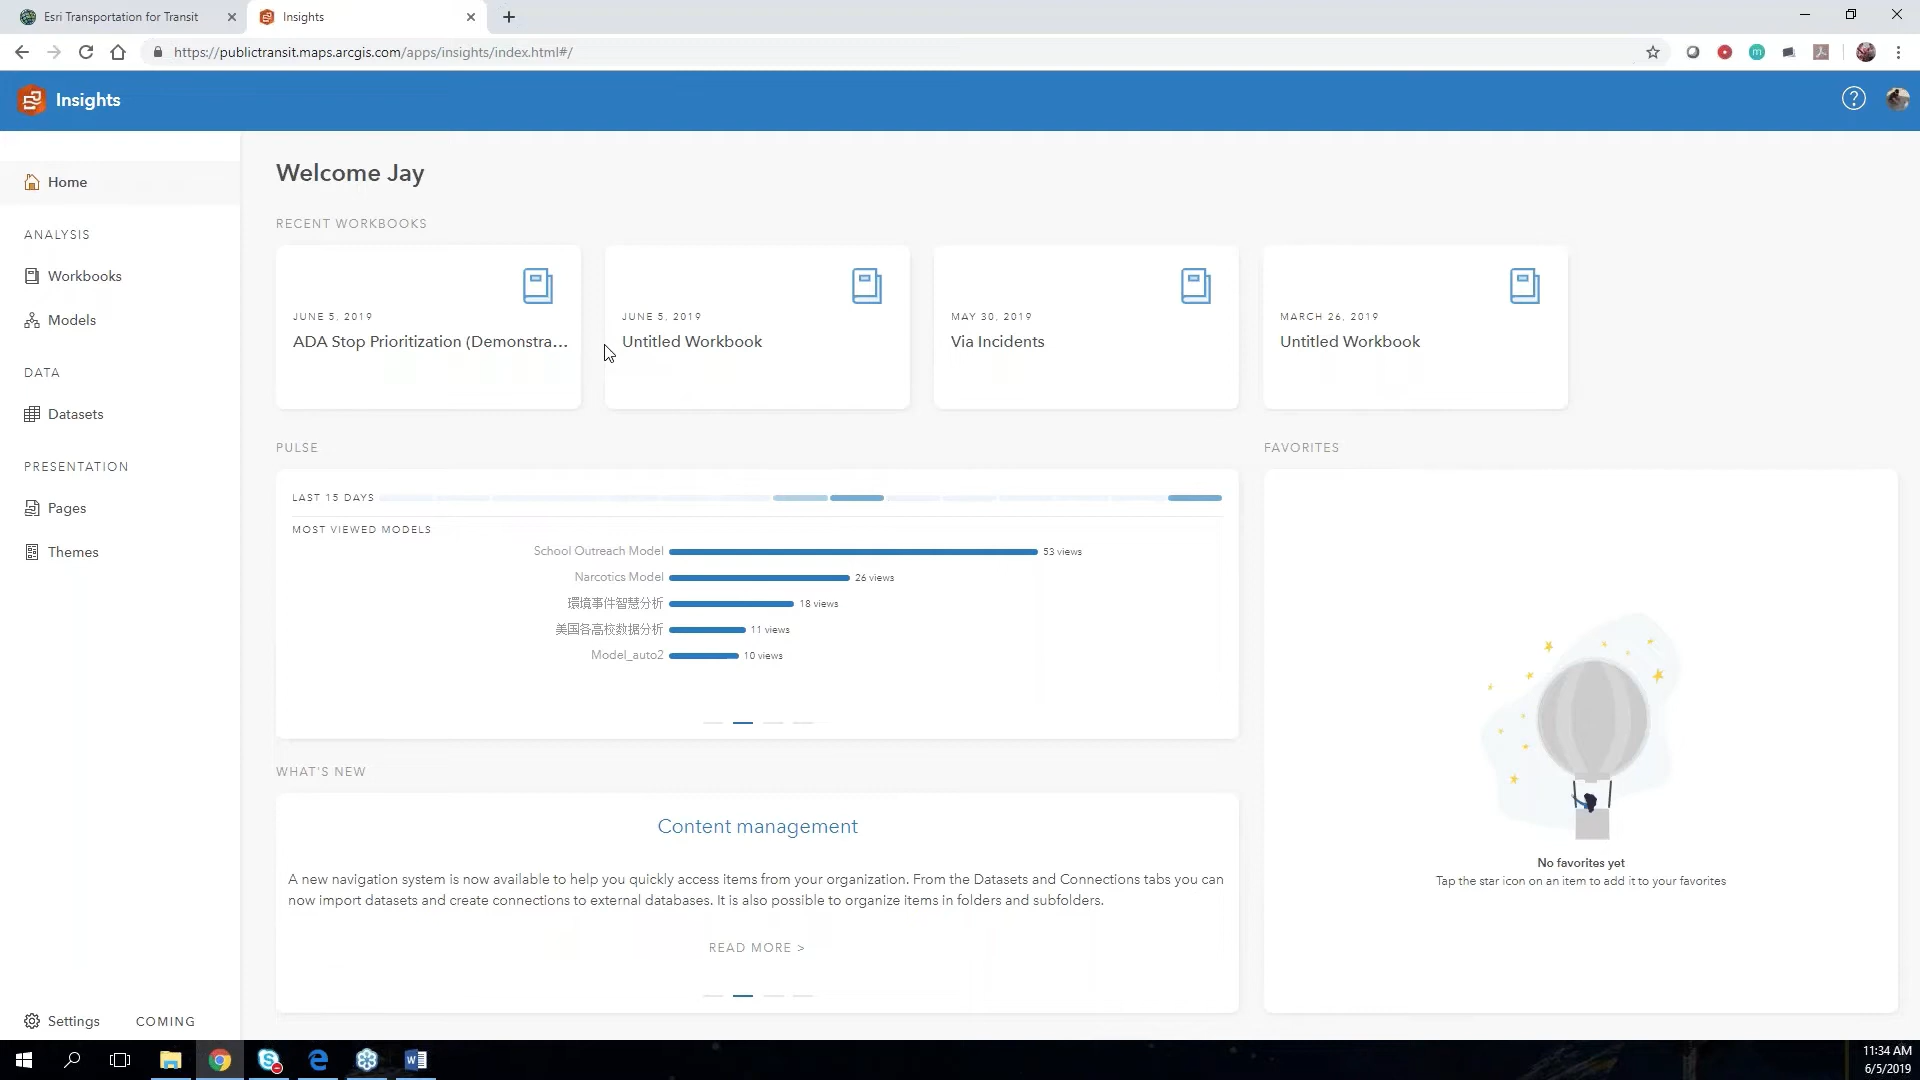 Esri Transportation for Transit
Insights
https://publictransit.maps.arcgis.com/apps/insights/index.html#/
Insights
Home
ANALYSIS
Workbooks
Models
DATA
Datasets
PRESENTATION
Pages
Themes
Settings
COMING
Welcome Jay
RECENT WORKBOOKS
JUNE 5, 2019
ADA Stop Prioritization (Demonstra...
JUNE 5, 2019
Untitled Workbook
MAY 30, 2019
Via Incidents
MARCH 26, 2019
Untitled Workbook
PULSE
LAST 15 DAYS
MOST VIEWED MODELS
School Outreach Model 53 views
Narcotics Model 26 views
環境事件智慧分析 18 views
美国各高校数据分析 11 views
Model_auto2 10 views
FAVORITES
No favorites yet
Tap the star icon on an item to add it to your favorites
WHAT'S NEW
Content management
A new navigation system is now available to help you quickly access items from your organization. From the Datasets and Connections tabs you can
now import datasets and create connections to external databases. It is also possible to organize items in folders and subfolders.
READ MORE >
11:34 AM
6/5/2019